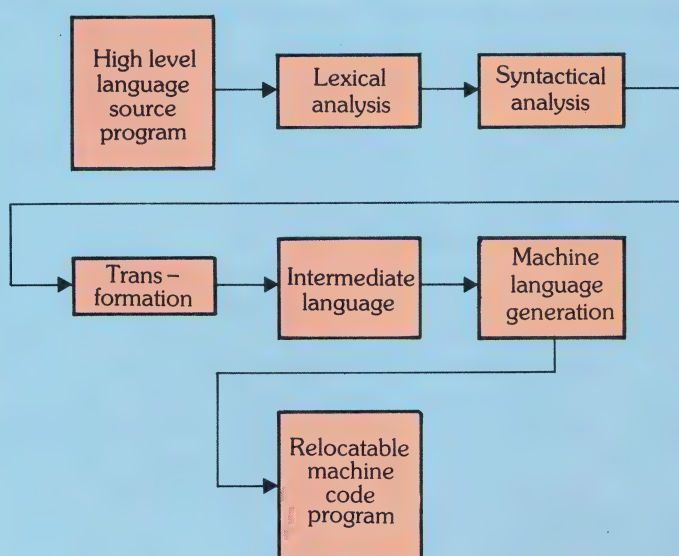 High level
language
source
program
Lexical
analysis
Syntactical
analysis
Trans –
formation
Intermediate
language
Machine
language
generation
Relocatable
machine
code
program